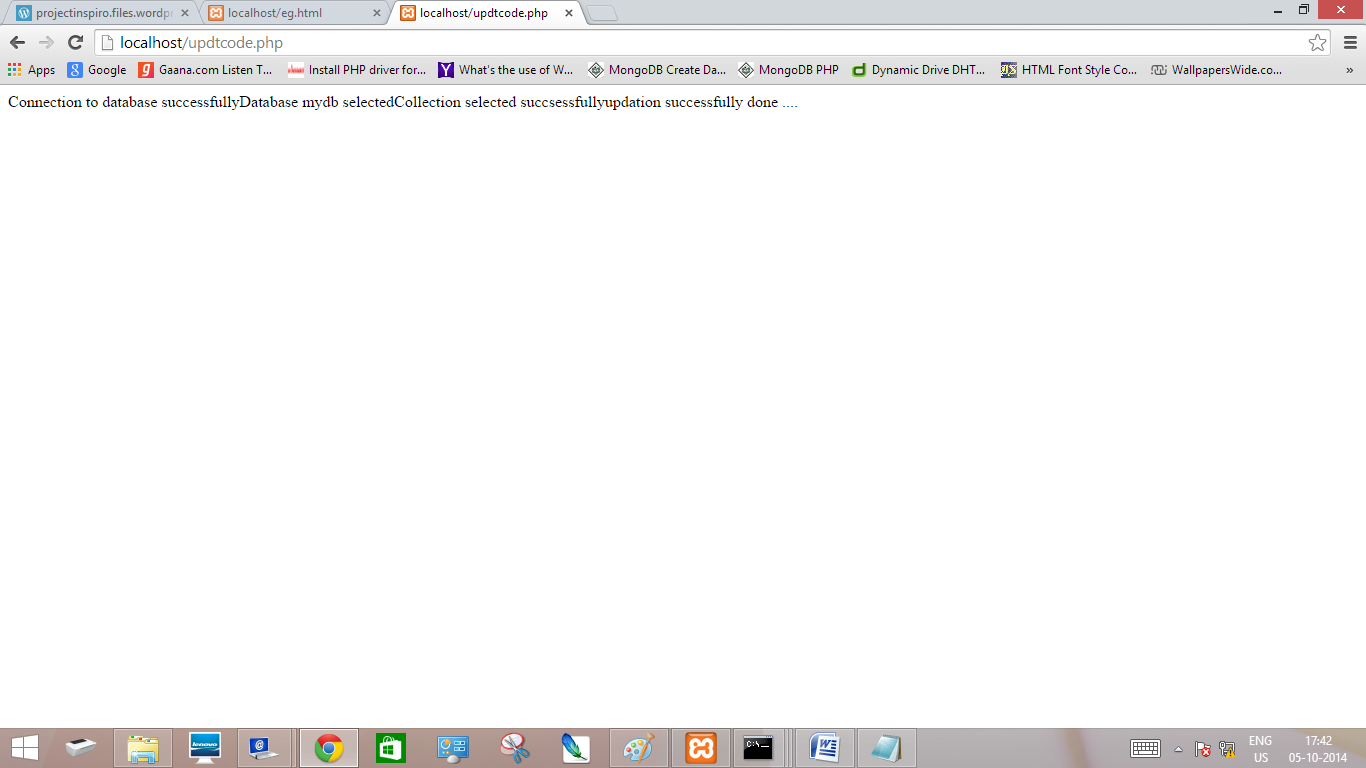 projectinspiro.files.wordpr
localhost/eg.html
localhost/updtcode.php
localhost/updtcode.php
Apps
Google
Gaana.com Listen T...
Install PHP driver for...
What's the use of W...
MongoDB Create Da...
MongoDB PHP
Dynamic Drive DHT...
HTML Font Style Co...
WallpapersWide.co...
»
Connection to database successfullyDatabase mydb selectedCollection selected succsessfullyupdation successfully done ....
lenovo
C:\
ENG
US
17:42
05-10-2014